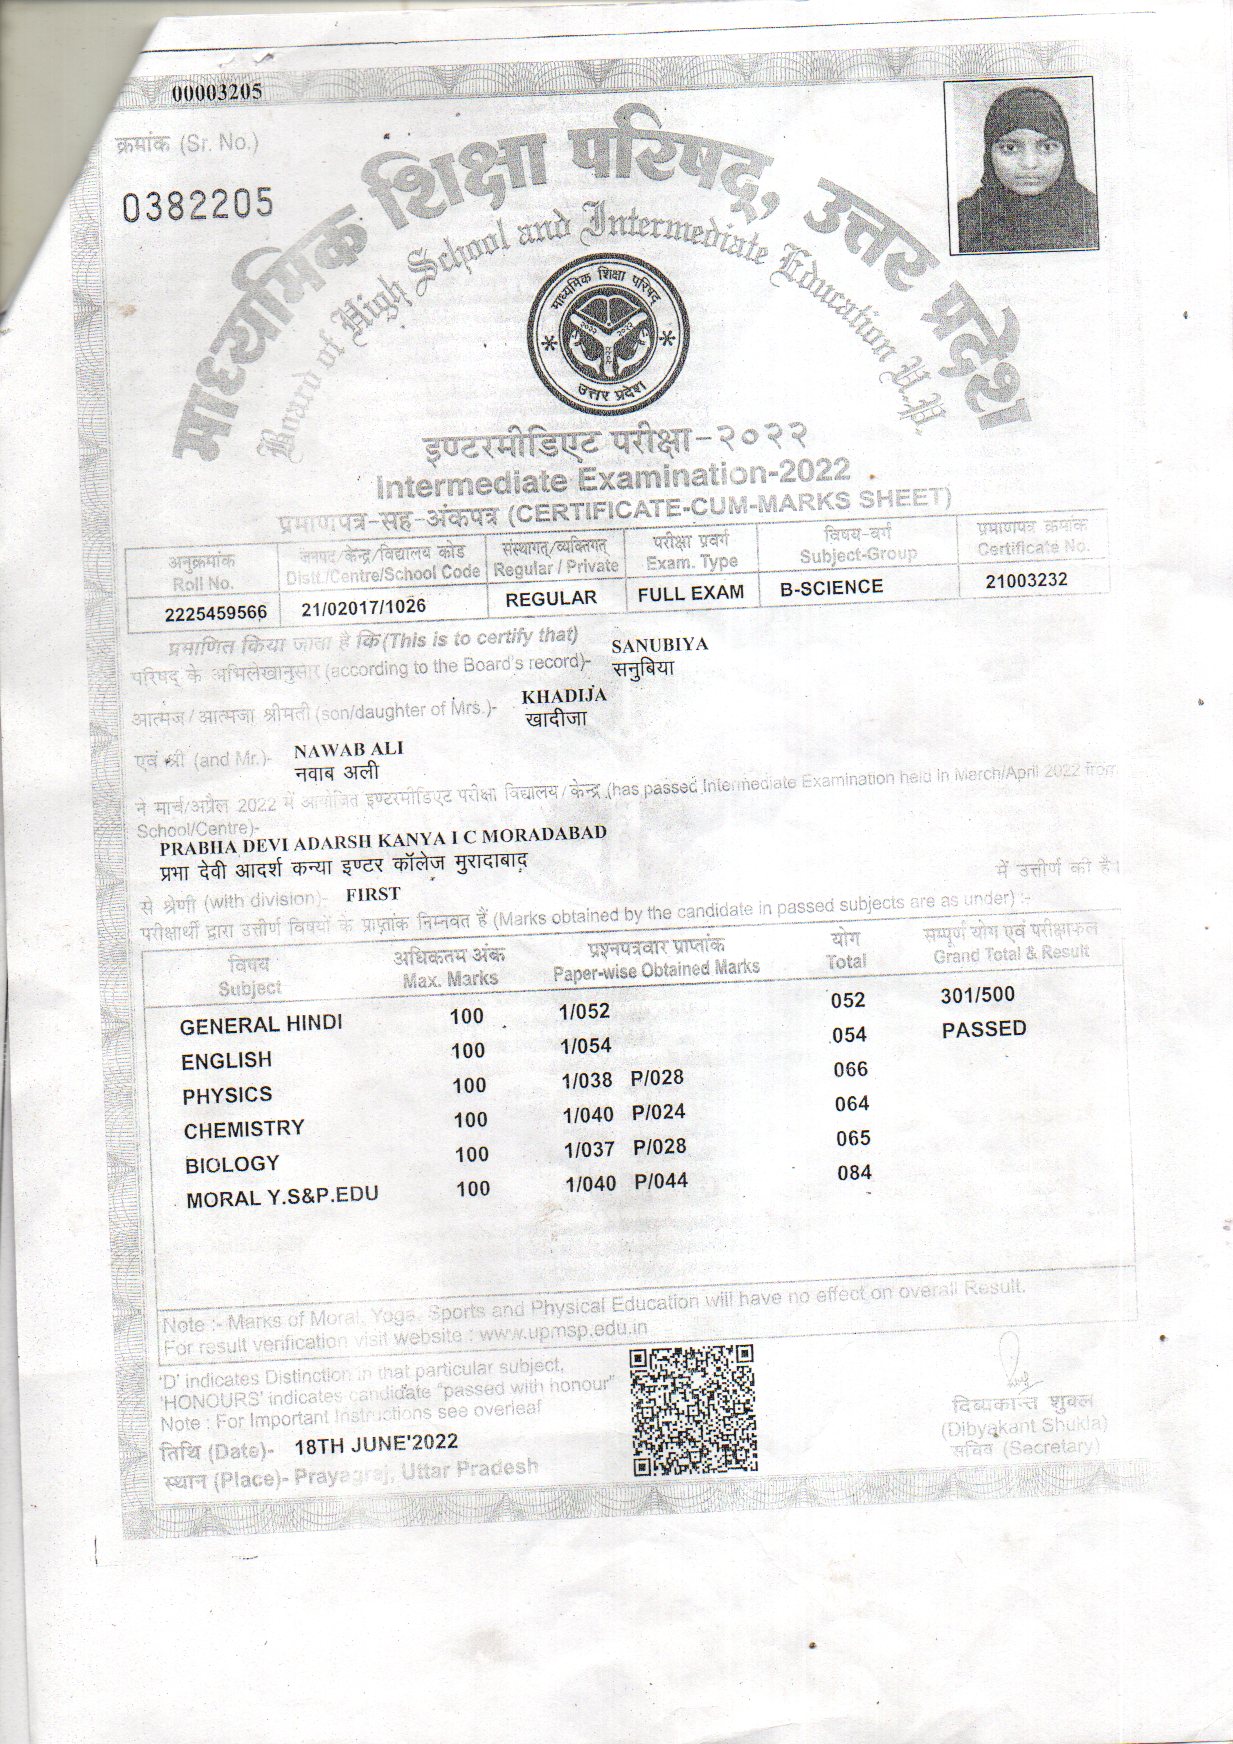 00003205
क्रमांक (Sr. No.)
0382205
माध्यमिक शिक्षा परिषद्, उत्तर प्रदेश
Board of High School and Intermediate Education U.P.
माध्यमिक शिक्षा परिषद्
२०२२ २०२२
उत्तर प्रदेश
इण्टरमीडिएट परीक्षा-२०२२
Intermediate Examination-2022
प्रमाणपत्र-सह-अंकपत्र (CERTIFICATE-CUM-MARKS SHEET)
अनुक्रमांक जनपद/केन्द्र/विद्यालय कोड संस्थागत/व्यक्तिगत परीक्षा प्रवर्ग विषय-वर्ग प्रमाणपत्र क्रमांक
Roll No. Distt./Centre/School Code Regular / Private Exam. Type Subject-Group Certificate No.
2225459566 21/02017/1026 REGULAR FULL EXAM B-SCIENCE 21003232
प्रमाणित किया जाता है कि (This is to certify that)
परिषद् के अभिलेखानुसार (according to the Board's record)- SANUBIYA
सनुबिया
आत्मज / आत्मजा श्रीमती (son/daughter of Mrs.)- KHADIJA
खादीजा
एवं श्री (and Mr.)- NAWAB ALI
नवाब अली
ने मार्च/अप्रैल 2022 में आयोजित इण्टरमीडिएट परीक्षा विद्यालय / केन्द्र (has passed Intermediate Examination held in March/April 2022 from
School/Centre)-
PRABHA DEVI ADARSH KANYA I C MORADABAD
प्रभा देवी आदर्श कन्या इण्टर कॉलेज मुरादाबाद
में उत्तीर्ण की है।
से श्रेणी (with division)- FIRST
परीक्षार्थी द्वारा उत्तीर्ण विषयों के प्राप्तांक निम्नवत हैं (Marks obtained by the candidate in passed subjects are as under) :-
विषय अधिकतम अंक प्रश्नपत्रवार प्राप्तांक योग सम्पूर्ण योग एवं परीक्षाफल
Subject Max. Marks Paper-wise Obtained Marks Total Grand Total & Result
GENERAL HINDI 100 1/052 052 301/500
ENGLISH 100 1/054 054 PASSED
PHYSICS 100 1/038 P/028 066
CHEMISTRY 100 1/040 P/024 064
BIOLOGY 100 1/037 P/028 065
MORAL Y.S&P.EDU 100 1/040 P/044 084
Note :- Marks of Moral, Yoga, Sports and Physical Education will have no effect on overall Result.
For result verification visit website : www.upmsp.edu.in
'D' indicates Distinction in that particular subject,
'HONOURS' indicates candidate "passed with honour"
Note : For Important Instructions see overleaf
तिथि (Date)- 18TH JUNE'2022
स्थान (Place)- Prayagraj, Uttar Pradesh
दिव्यकान्त शुक्ल
(Dibyakant Shukla)
सचिव (Secretary)